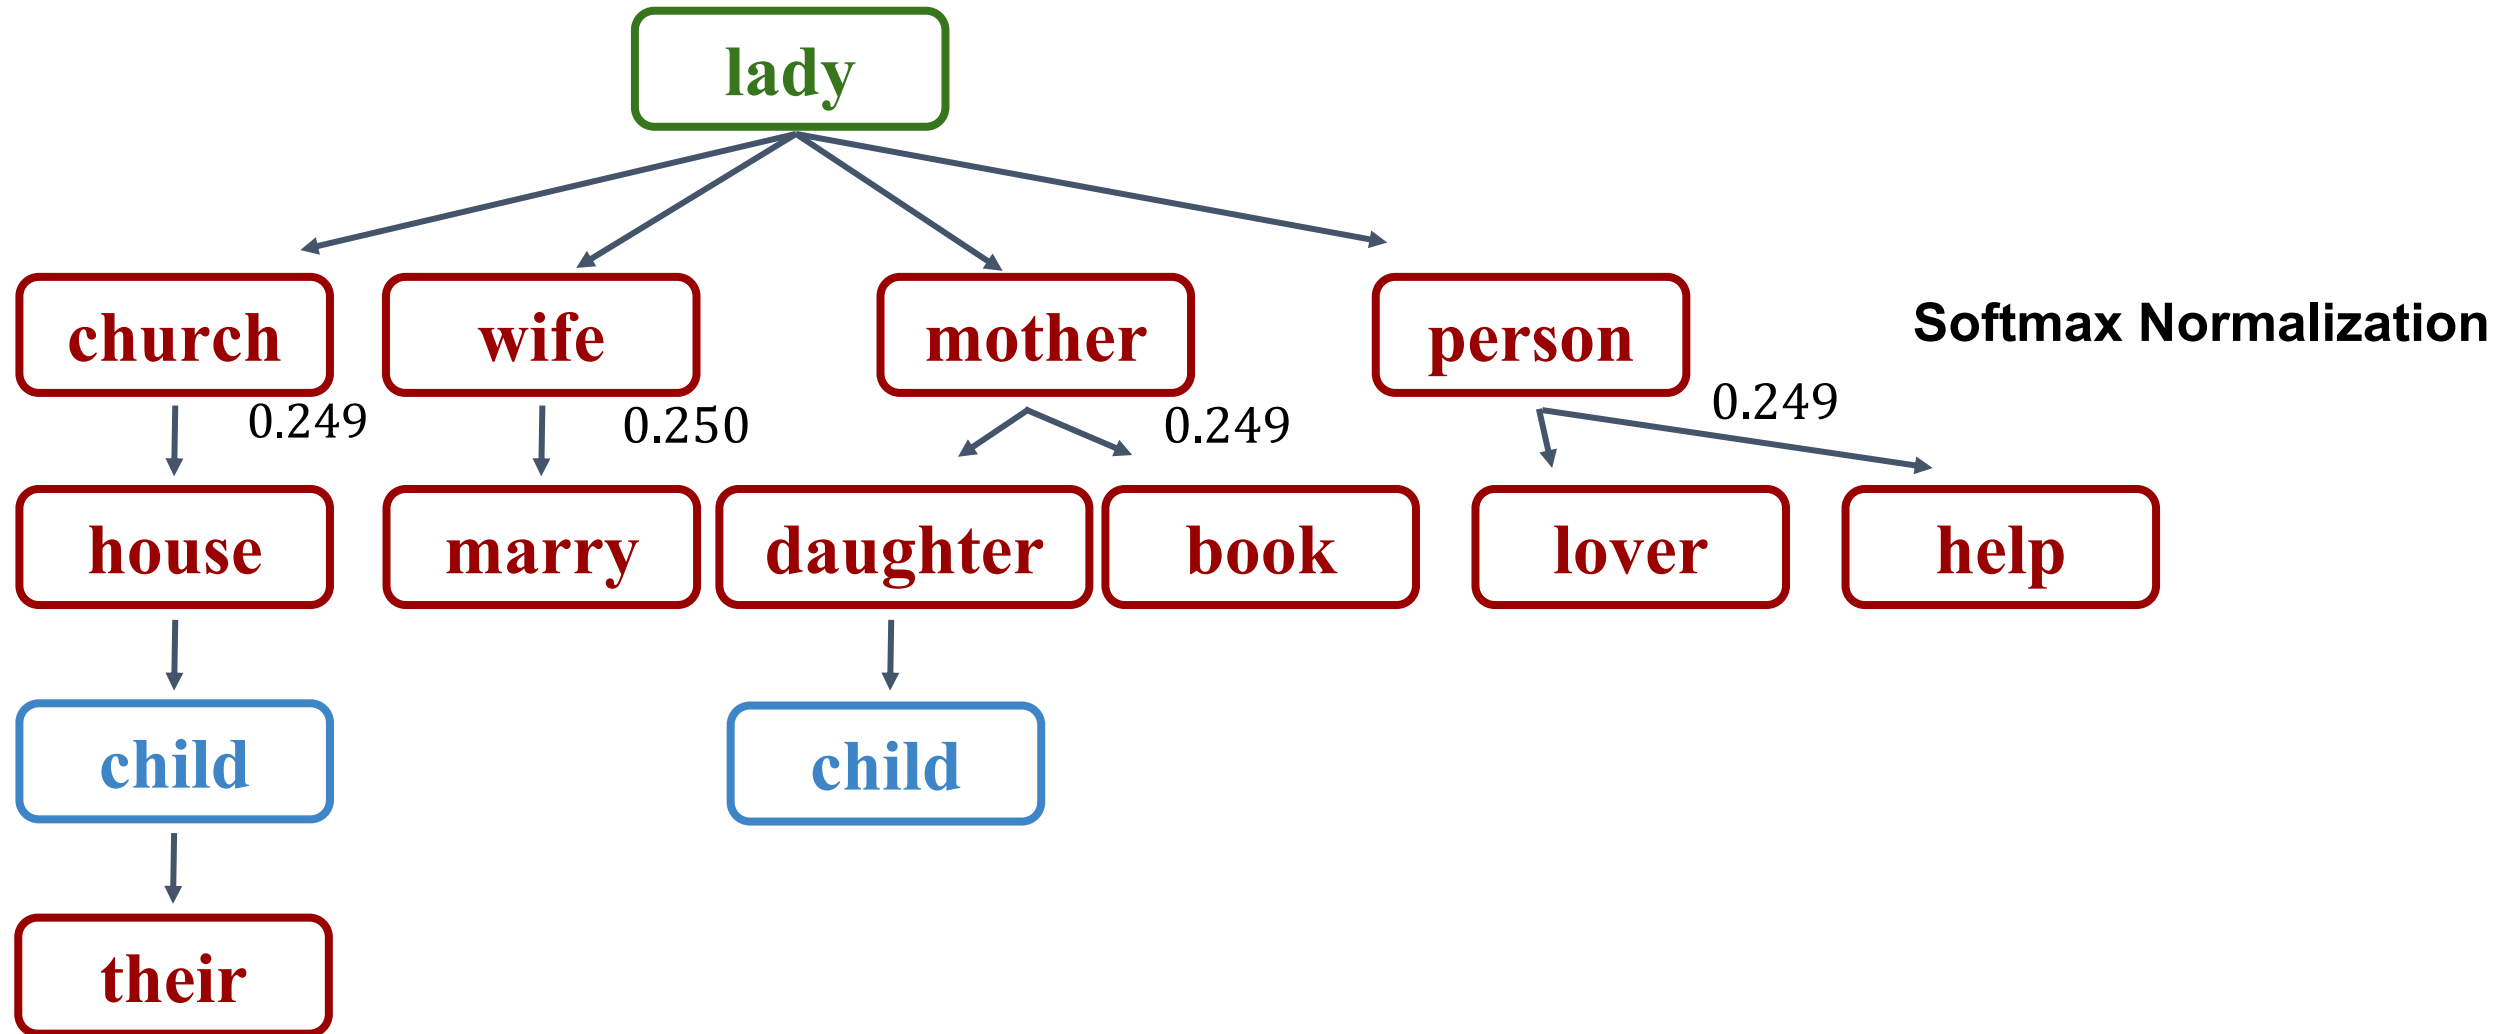 lady
church
wife
mother
person
Softmax Normalization
0.249
0.250
0.249
0.249
house
marry
daughter
book
lover
help
child
child
their